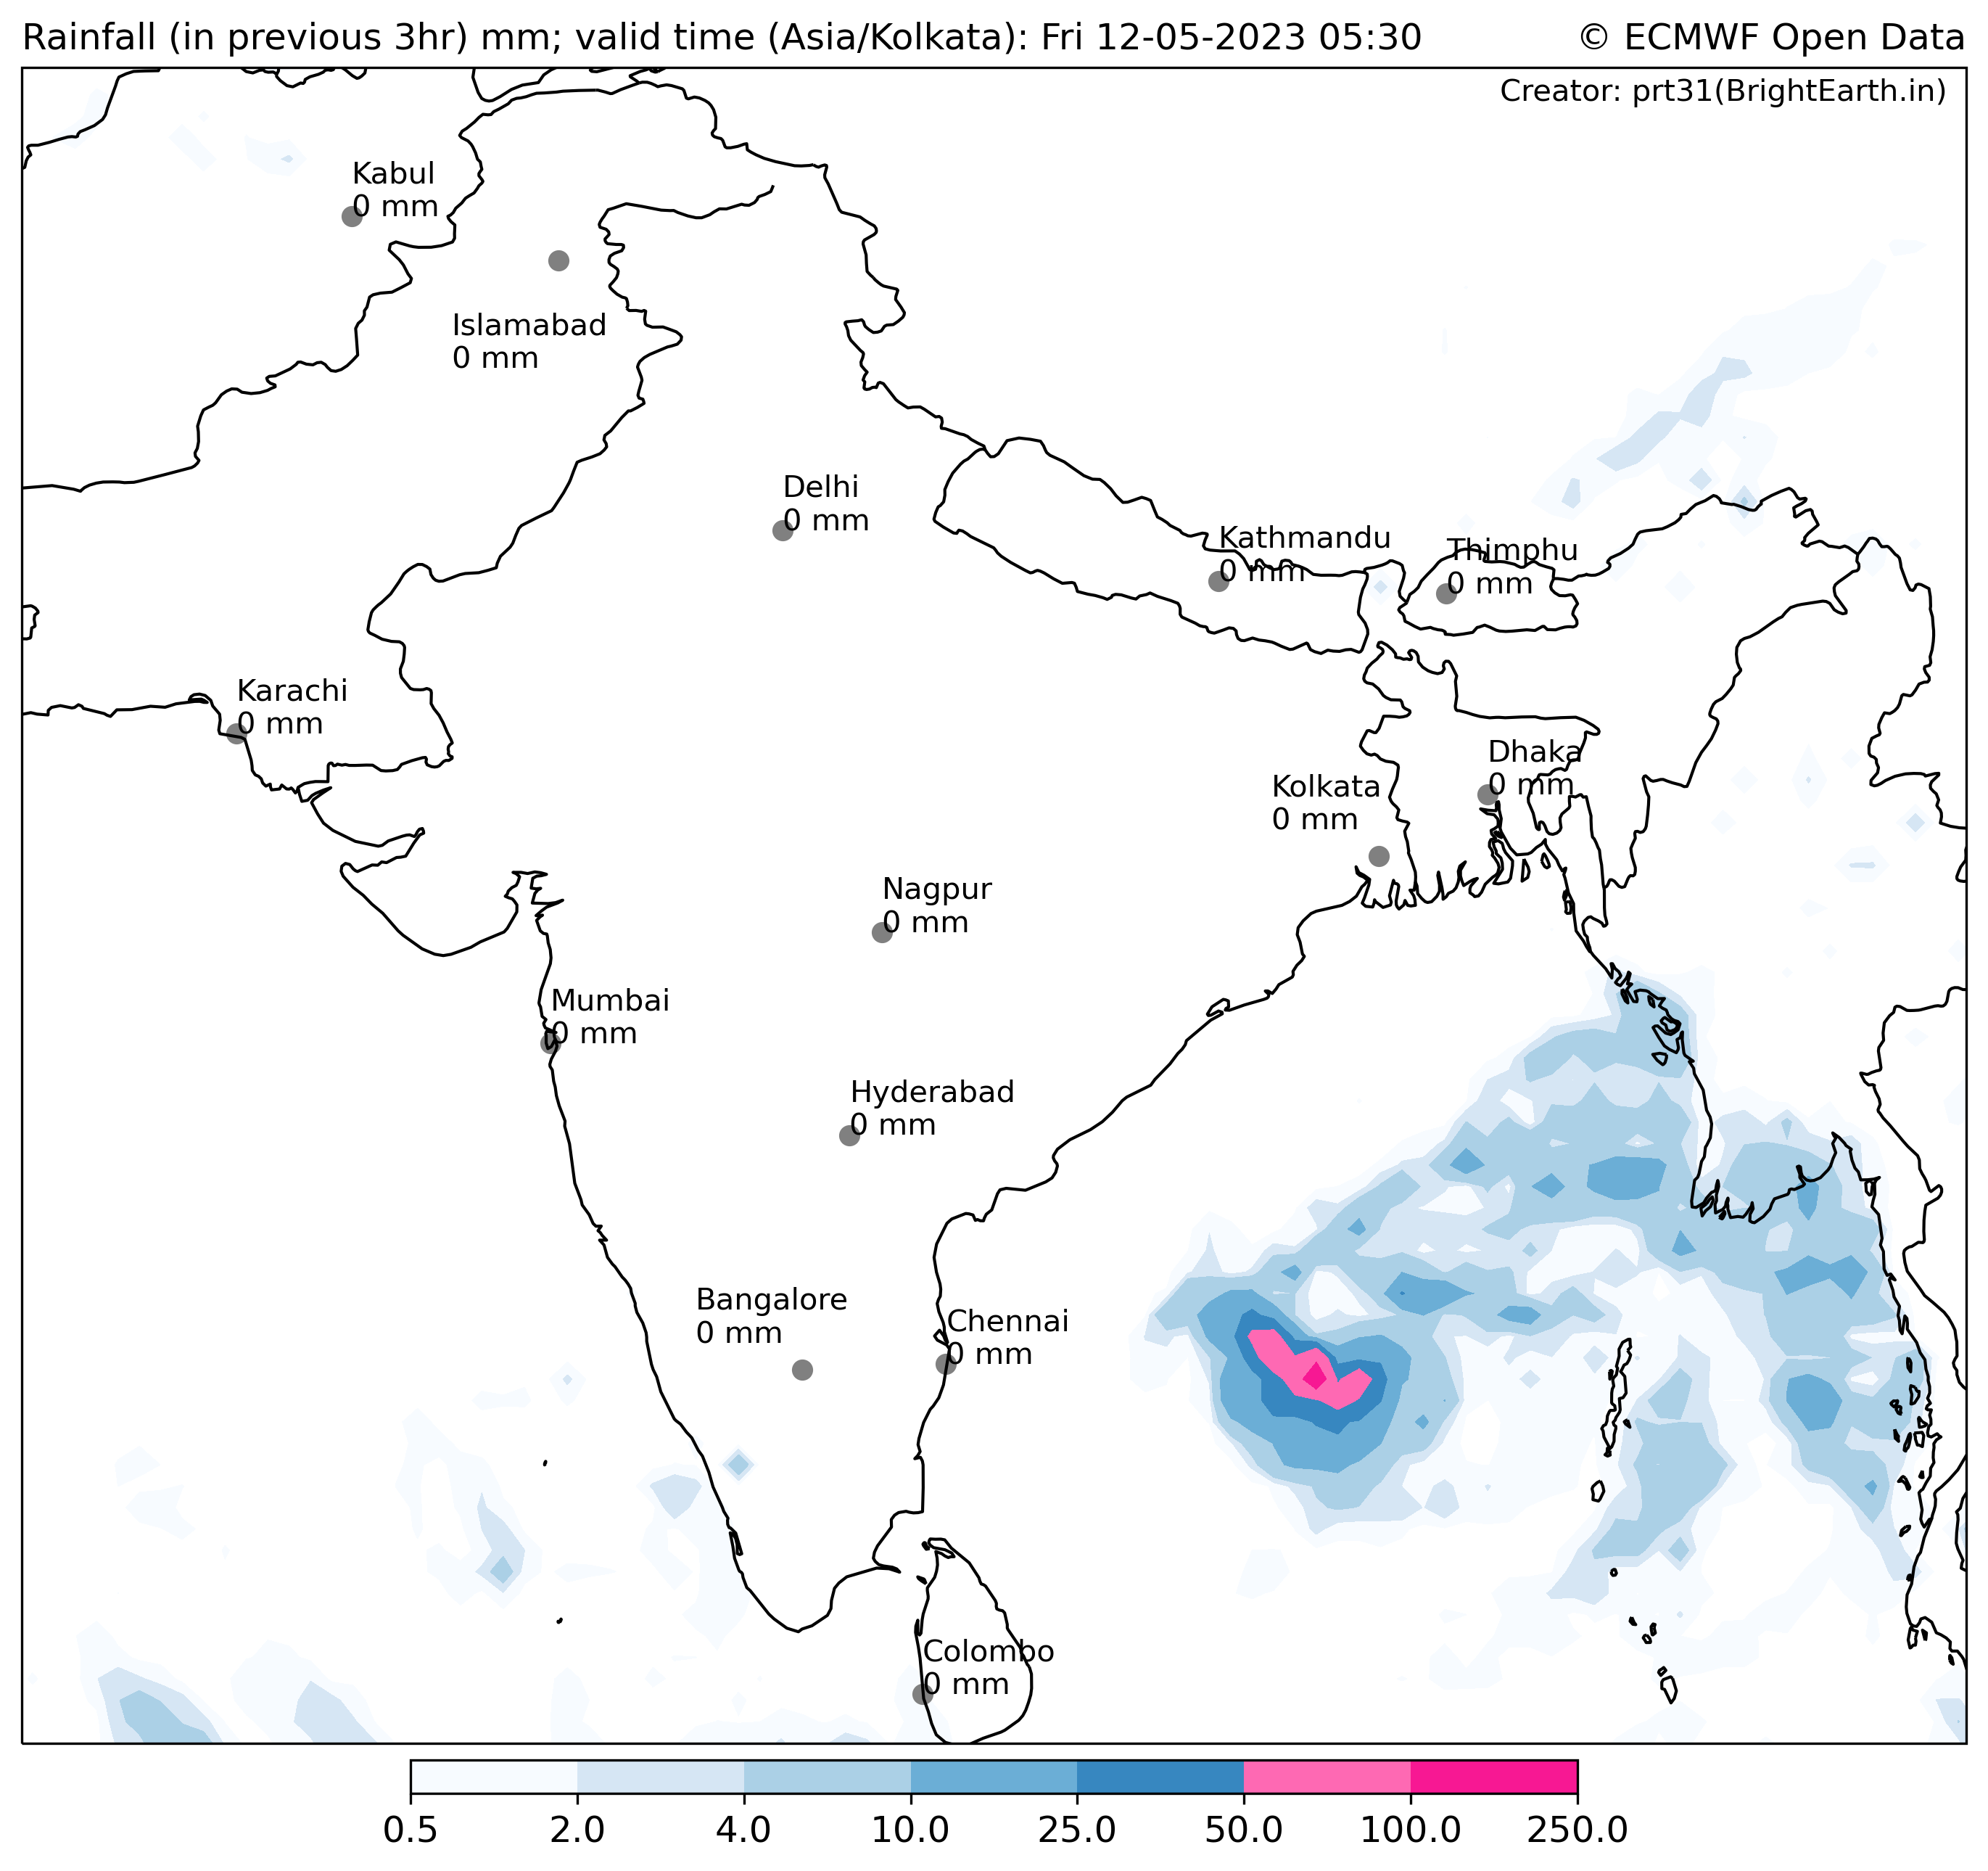 Rainfall (in previous 3hr) mm; valid time (Asia/Kolkata): Fri 12-05-2023 05:30
© ECMWF Open Data
Creator: prt31(BrightEarth.in)
Kabul
0 mm
Islamabad
0 mm
Delhi
0 mm
Kathmandu
0 mm
Thimphu
0 mm
Karachi
0 mm
Dhaka
0 mm
Kolkata
0 mm
Nagpur
0 mm
Mumbai
0 mm
Hyderabad
0 mm
Bangalore
0 mm
Chennai
0 mm
Colombo
0 mm
0.5 2.0 4.0 10.0 25.0 50.0 100.0 250.0